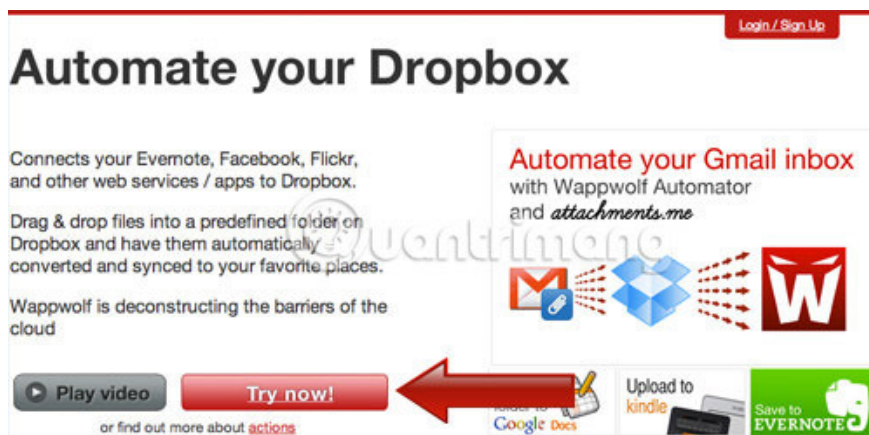 Login / Sign Up
Automate your Dropbox
Connects your Evernote, Facebook, Flickr,
and other web services / apps to Dropbox.
Drag & drop files into a predefined folder on
Dropbox and have them automatically
converted and synced to your favorite places.
Wappwolf is deconstructing the barriers of the
cloud
Play video
Try now!
or find out more about actions
Automate your Gmail inbox
with Wappwolf Automator
and attachments.me
Quantrimang
W
folder to
Google Docs
Upload to
kindle
Save to
EVERNOTE